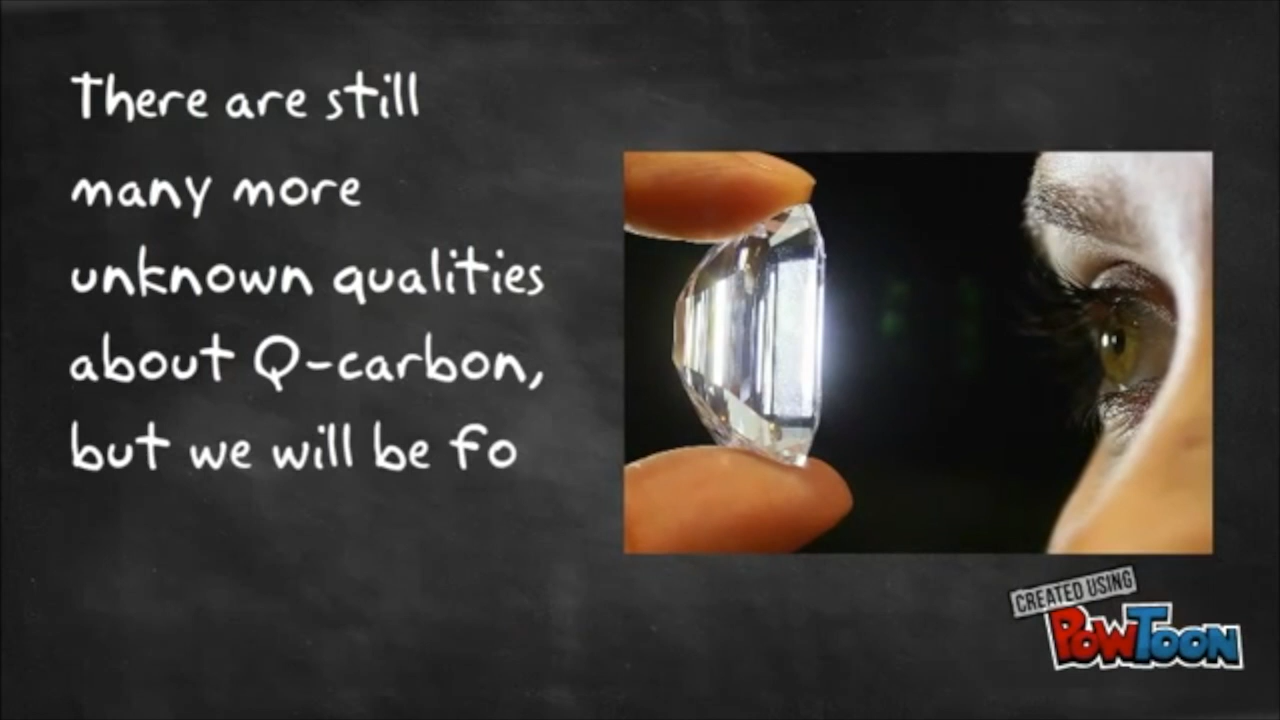 There are still
many more
unknown qualities
about Q-carbon,
but we will be fo
CREATED USING
POWTOON